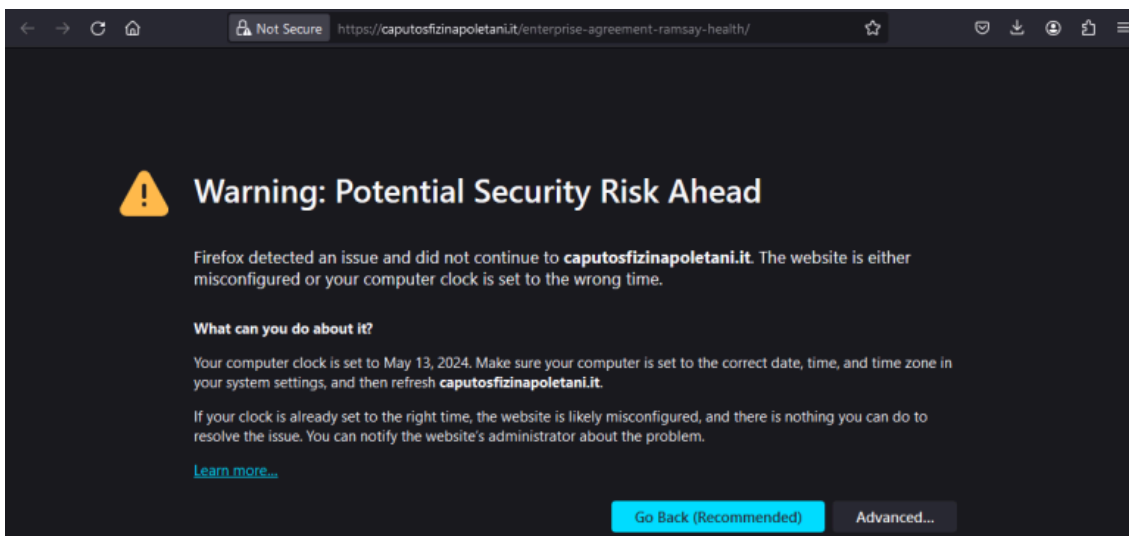 Not Secure https://caputosfizinapoletani.it/enterprise-agreement-ramsay-health/
Warning: Potential Security Risk Ahead
Firefox detected an issue and did not continue to caputosfizinapoletani.it. The website is either
misconfigured or your computer clock is set to the wrong time.
What can you do about it?
Your computer clock is set to May 13, 2024. Make sure your computer is set to the correct date, time, and time zone in
your system settings, and then refresh caputosfizinapoletani.it.
If your clock is already set to the right time, the website is likely misconfigured, and there is nothing you can do to
resolve the issue. You can notify the website's administrator about the problem.
Learn more...
Go Back (Recommended) Advanced...